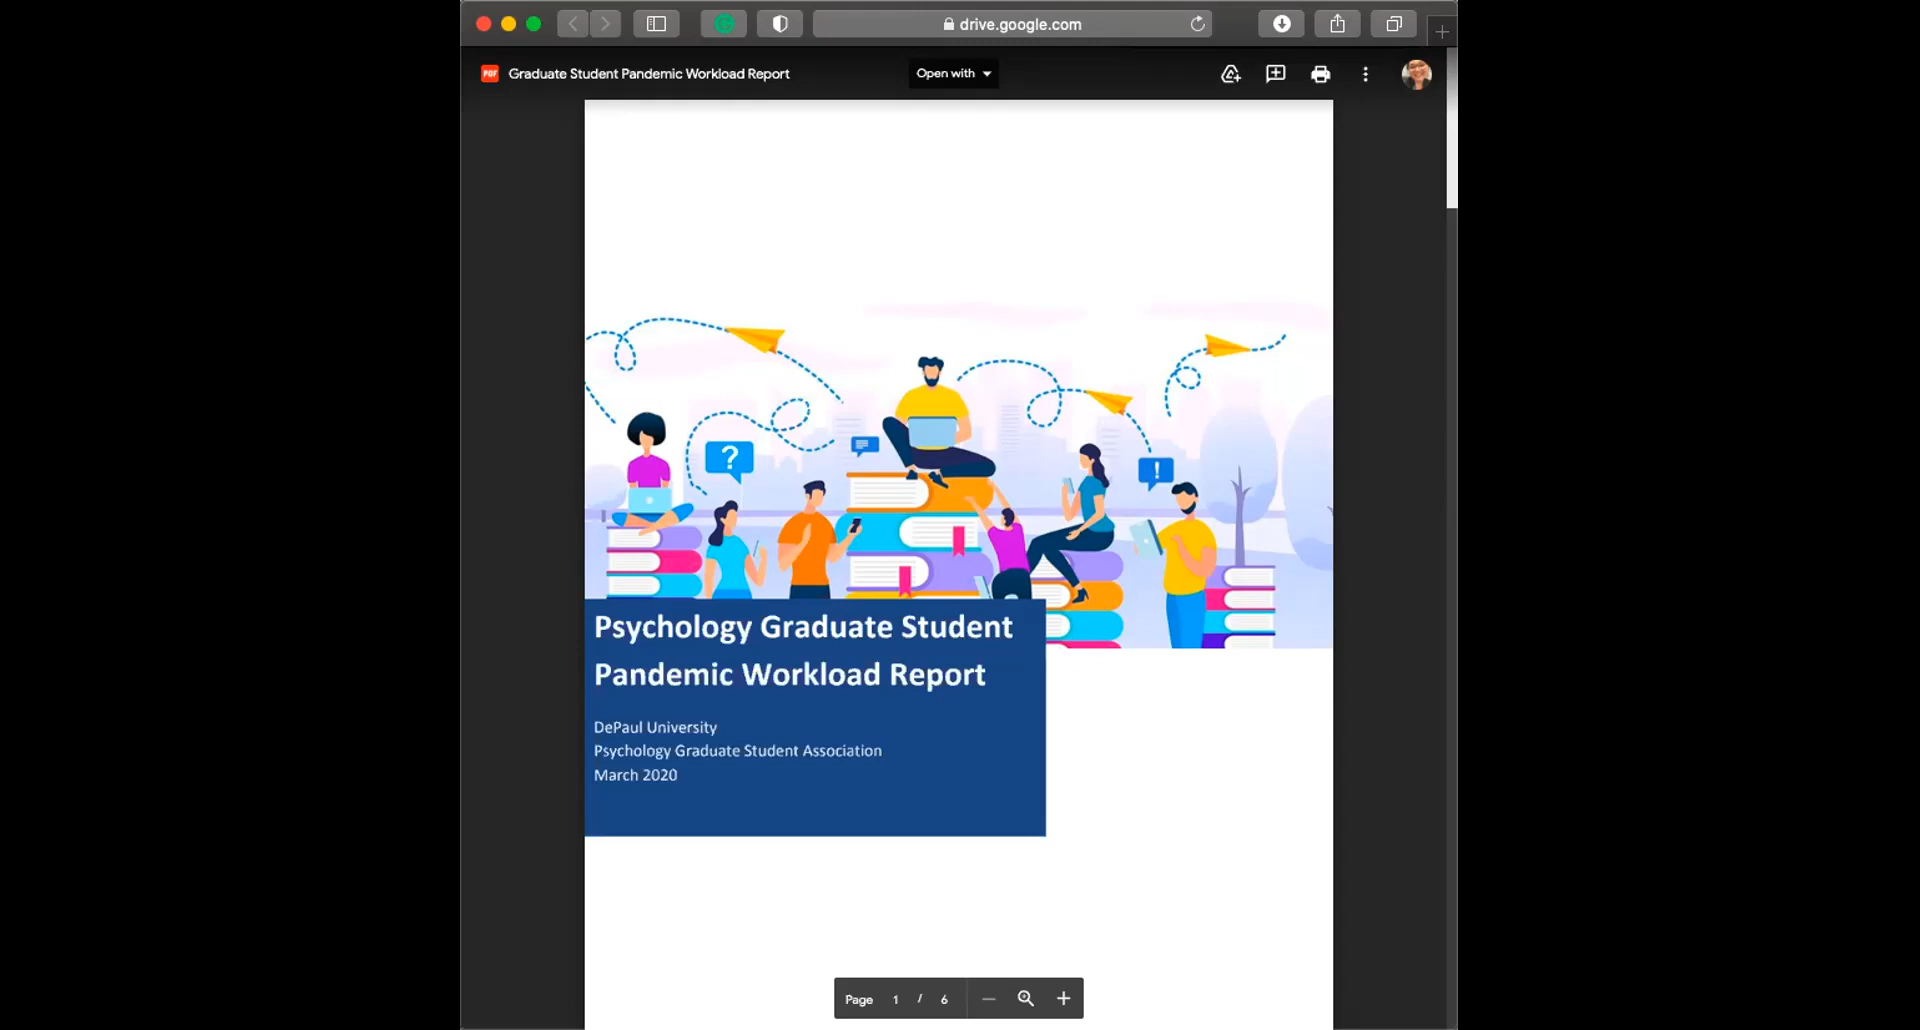 drive.google.com
PDF
Graduate Student Pandemic Workload Report
Open with
?
!
Psychology Graduate Student
Pandemic Workload Report
DePaul University
Psychology Graduate Student Association
March 2020
Page 1 / 6